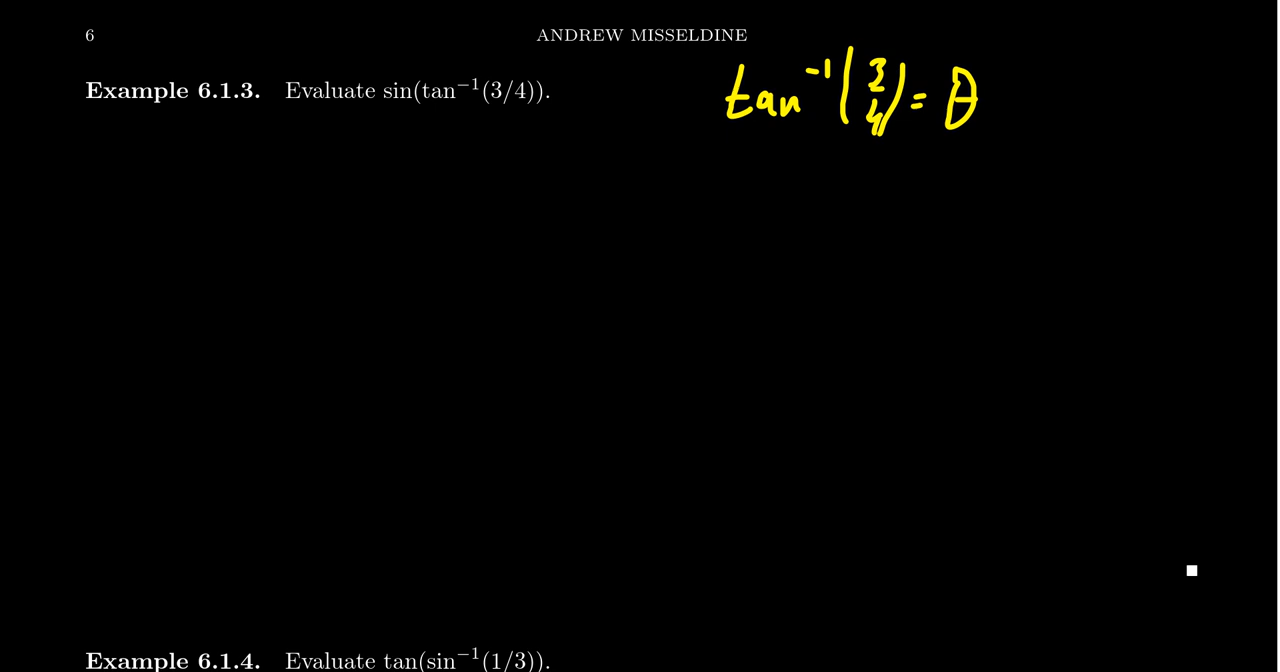 6 ANDREW MISSELDINE
Example 6.1.3. Evaluate sin(tan⁻¹(3/4)).
tan⁻¹(3/4) = θ
Example 6.1.4. Evaluate tan(sin⁻¹(1/3)).